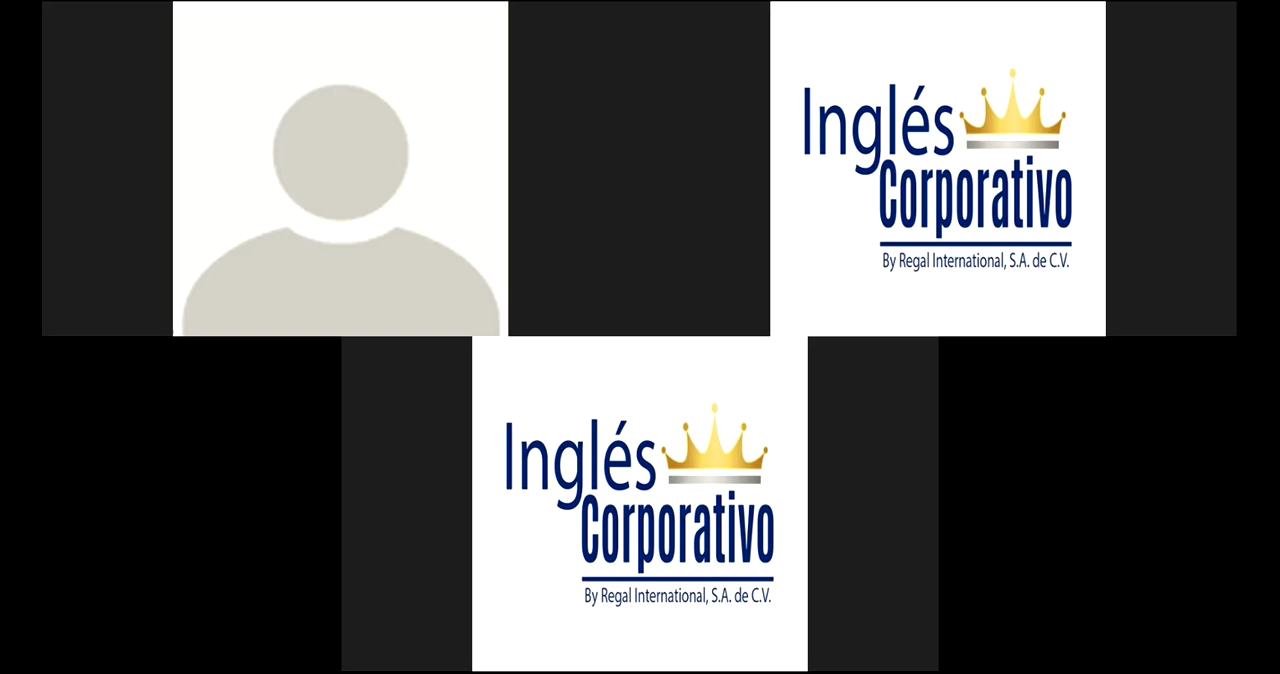 Inglés
Corporativo
By Regal International, S.A. de C.V.
Inglés
Corporativo
By Regal International, S.A. de C.V.